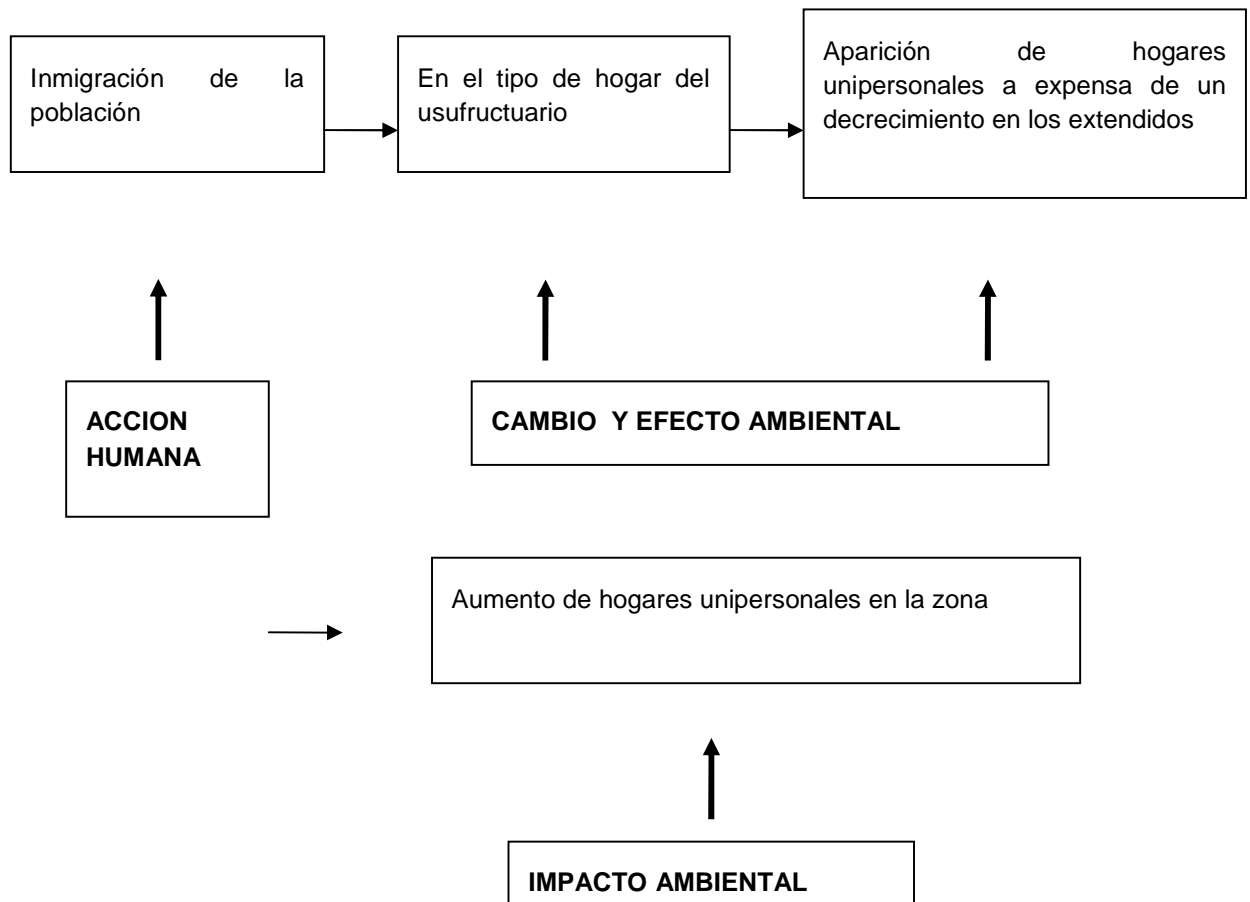 Inmigración de la
población
En el tipo de hogar del
usufructuario
Aparición de hogares
unipersonales a expensa de un
decrecimiento en los extendidos
ACCION
HUMANA
CAMBIO Y EFECTO AMBIENTAL
Aumento de hogares unipersonales en la zona
IMPACTO AMBIENTAL